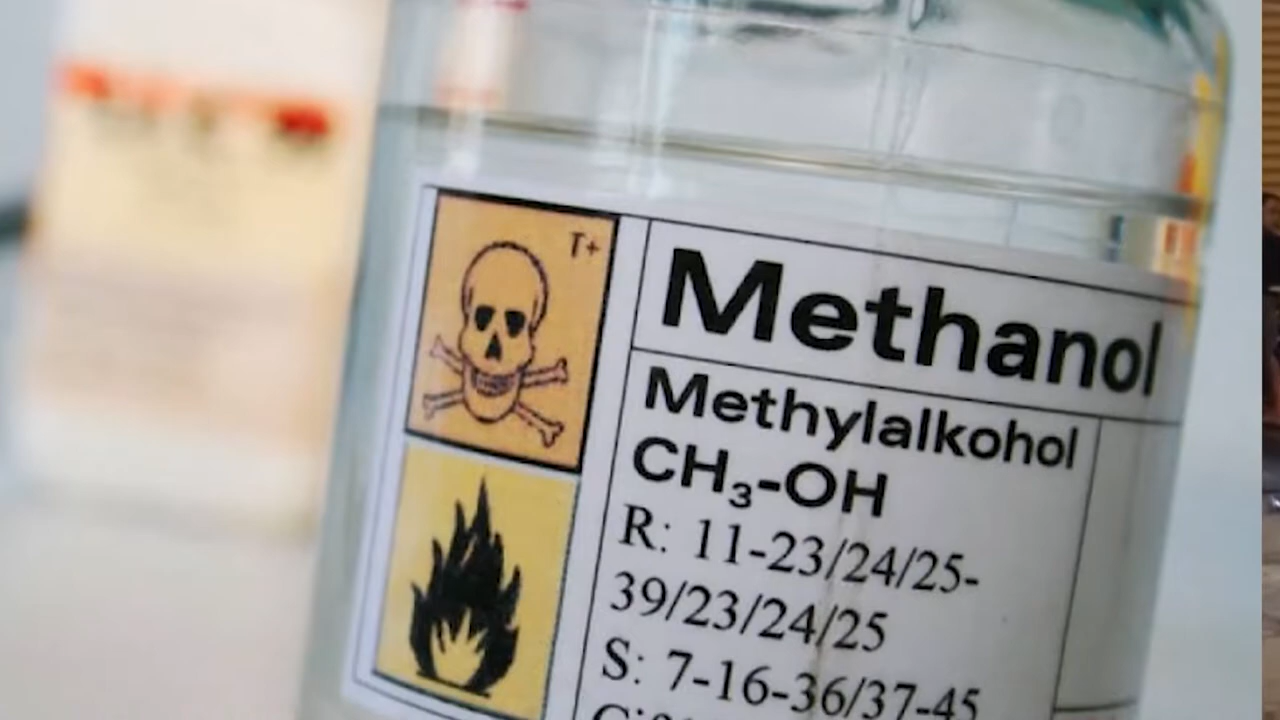 T+
Methanol
Methylalkohol
CH₃-OH
R: 11-23/24/25-
39/23/24/25
S: 7-16-36/37-45